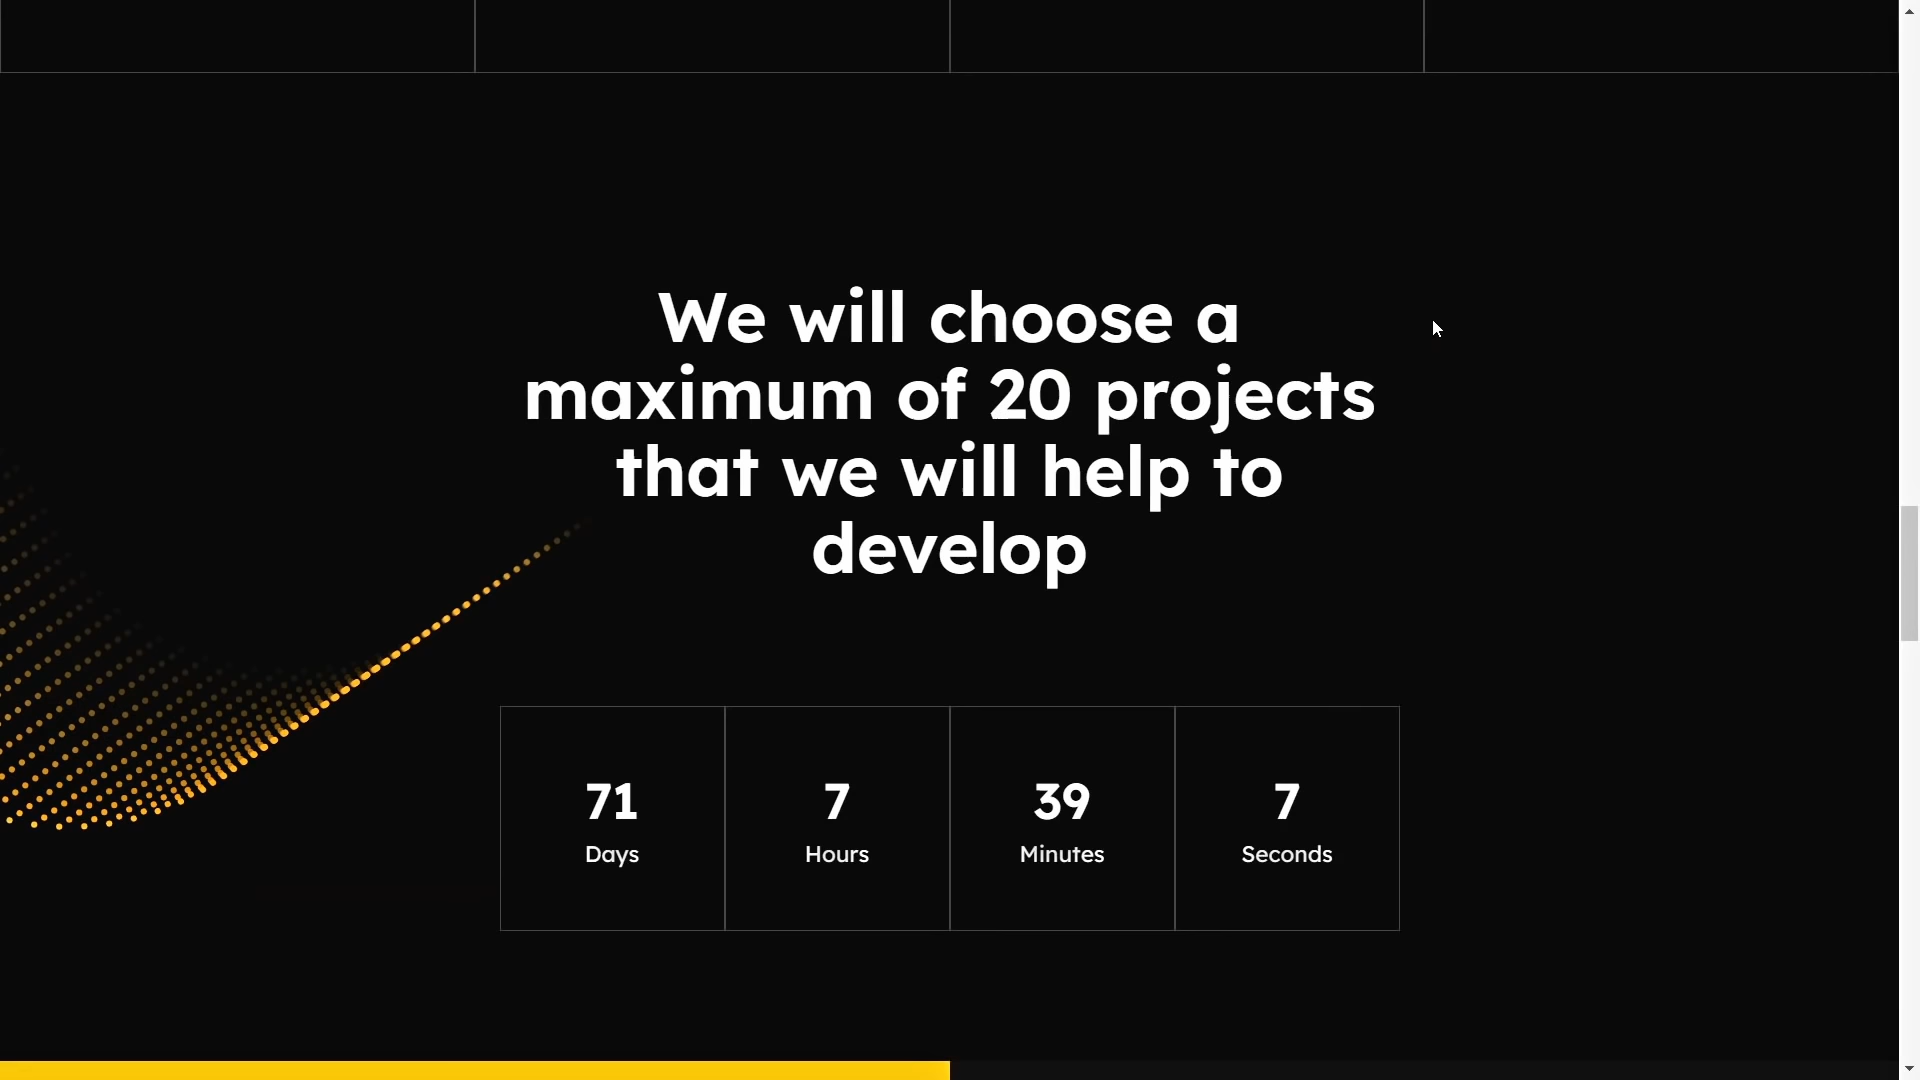 We will choose a
maximum of 20 projects
that we will help to
develop
71 7 39 7
Days Hours Minutes Seconds